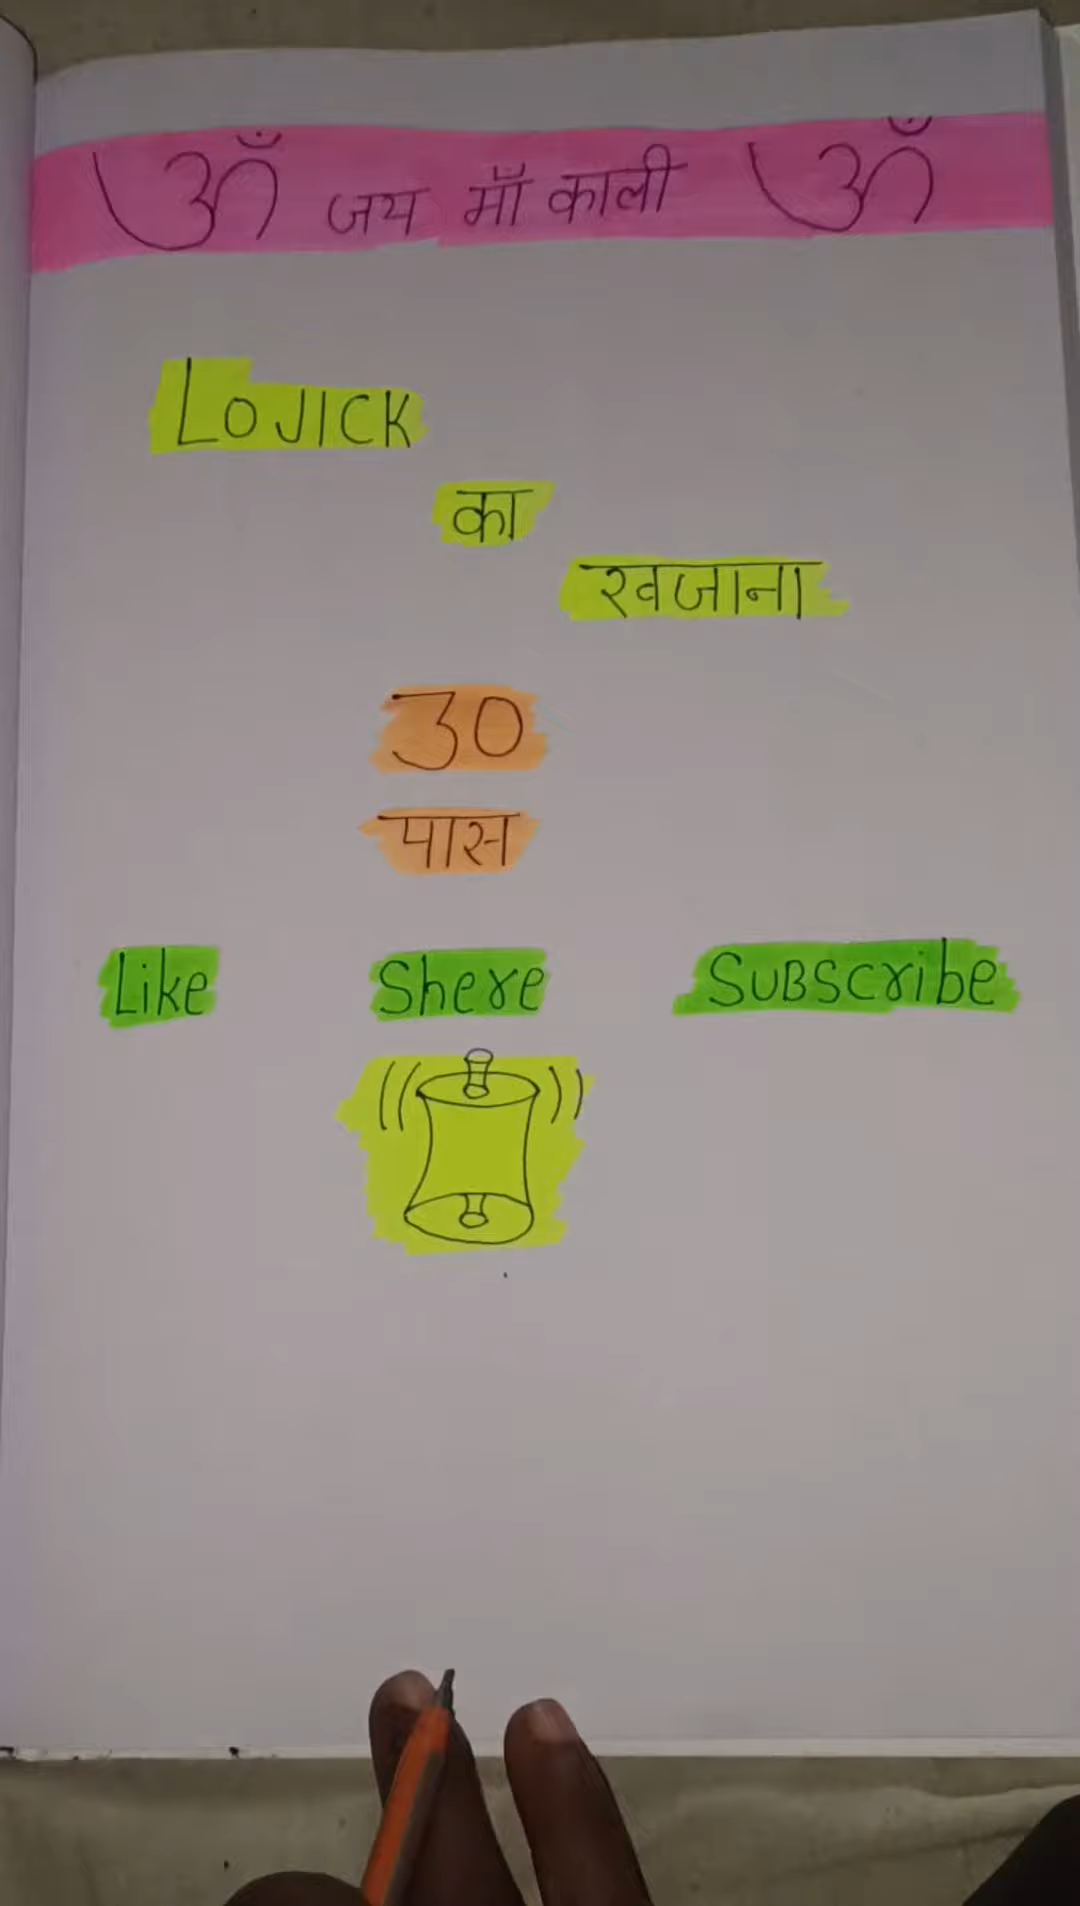 ॐ जय माँ काली ॐ
LOJICK
का
खजाना
30
पास
Like Shere SUBSCribe